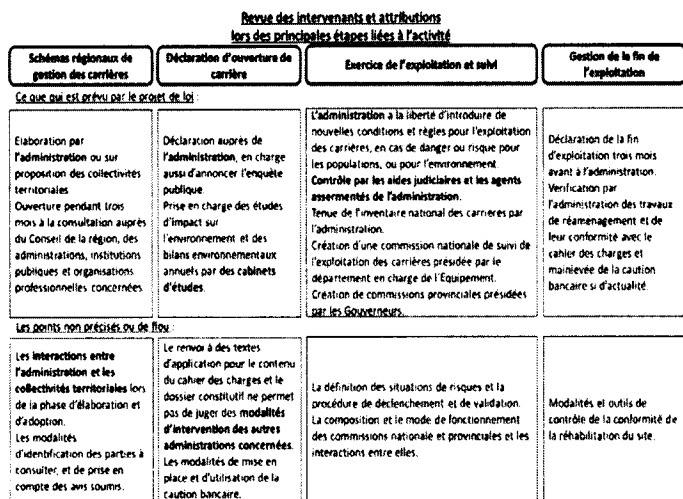 Revue des intervenants et attributions
lors des principales étapes liées à l'activité
Schémas régionaux de
gestion des carrières
Déclaration d'ouverture de
carrière
Exercice de l'exploitation et suivi
Gestion de la fin de
l'exploitation
Ce que qui est prévu par le projet de loi :
Elaboration par
l'administration ou sur
proposition des collectivités
territoriales
Ouverture pendant trois
mois à la consultation auprès
du Conseil de la région, des
administrations, institutions
publiques et organisations
professionnelles concernées.
Déclaration auprès de
l'administration, en charge
aussi d'annoncer l'enquête
publique.
Prise en charge des études
d'impact sur
l'environnement et des
bilans environnementaux
annuels par des cabinets
d'études.
L'administration a la liberté d'introduire de
nouvelles conditions et règles pour l'exploitation
des carrières, en cas de danger ou risque pour
les populations, ou pour l'environnement.
Contrôle par les aides judiciaires et les agents
assermentés de l'administration.
Tenue de l'inventaire national des carrières par
l'administration.
Création d'une commission nationale de suivi de
l'exploitation des carrières présidée par le
département en charge de l'Equipement.
Création de commissions provinciales présidées
par les Gouverneurs.
Déclaration de la fin
d'exploitation trois mois
avant à l'administration.
Verification par
l'administration des travaux
de réaménagement et de
leur conformité avec le
cahier des charges et
mainlevée de la caution
bancaire si d'actualité.
Les points non précisés ou de flou :
Les interactions entre
l'administration et les
collectivités territoriales lors
de la phase d'élaboration et
d'adoption.
Les modalités
d'identification des parties à
consulter, et de prise en
compte des avis soumis.
Le renvoi à des textes
d'application pour le contenu
du cahier des charges et le
dossier constitutif ne permet
pas de juger des modalités
d'intervention des autres
administrations concernées.
Les modalités de mise en
place et d'utilisation de la
caution bancaire.
La définition des situations de risques et la
procédure de déclenchement et de validation.
La composition et le mode de fonctionnement
des commissions nationale et provinciales et les
interactions entre elles.
Modalités et outils de
contrôle de la conformité de
la réhabilitation du site.